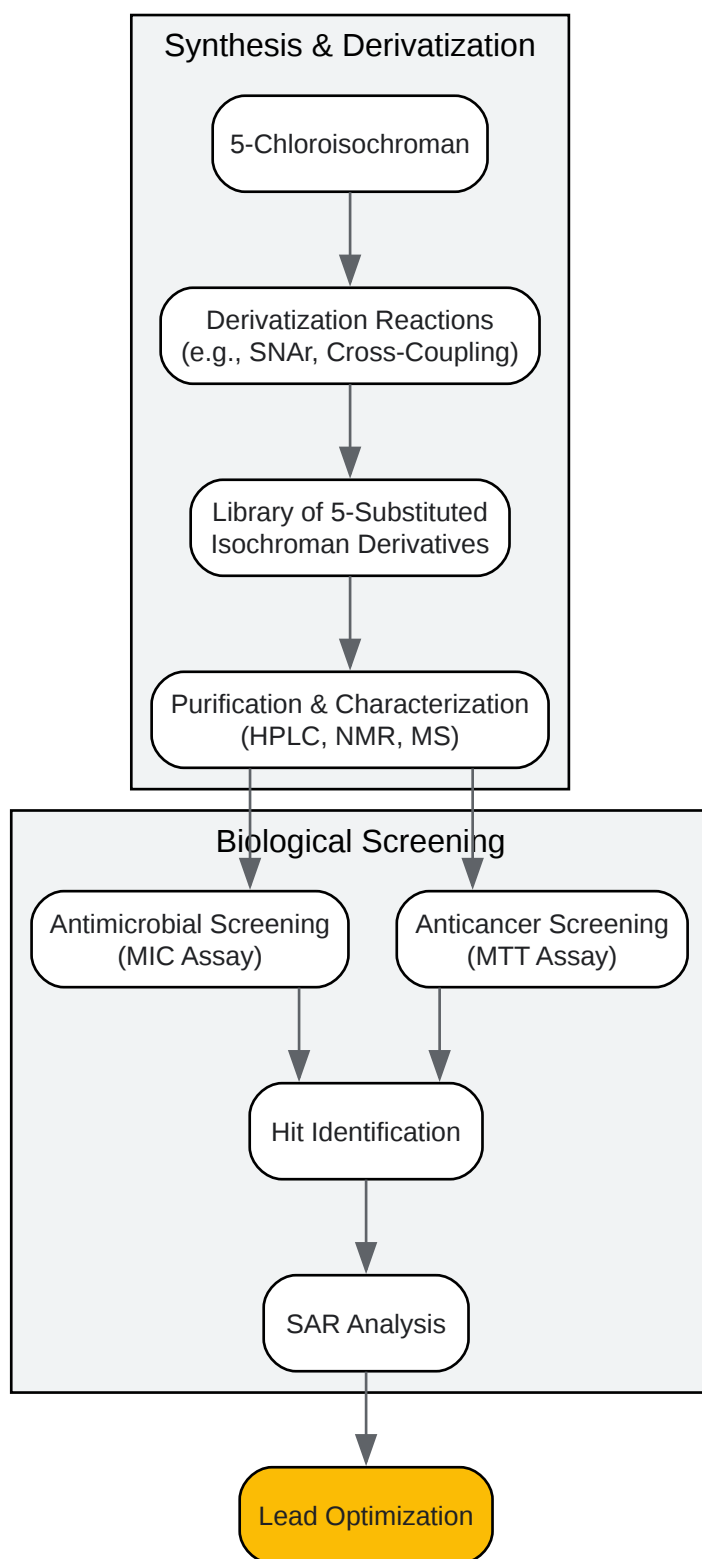 Synthesis & Derivatization
5-Chloroisochroman
Derivatization Reactions
(e.g., SNAr, Cross-Coupling)
Library of 5-Substituted
Isochroman Derivatives
Purification & Characterization
(HPLC, NMR, MS)
Biological Screening
Antimicrobial Screening
(MIC Assay)
Anticancer Screening
(MTT Assay)
Hit Identification
SAR Analysis
Lead Optimization